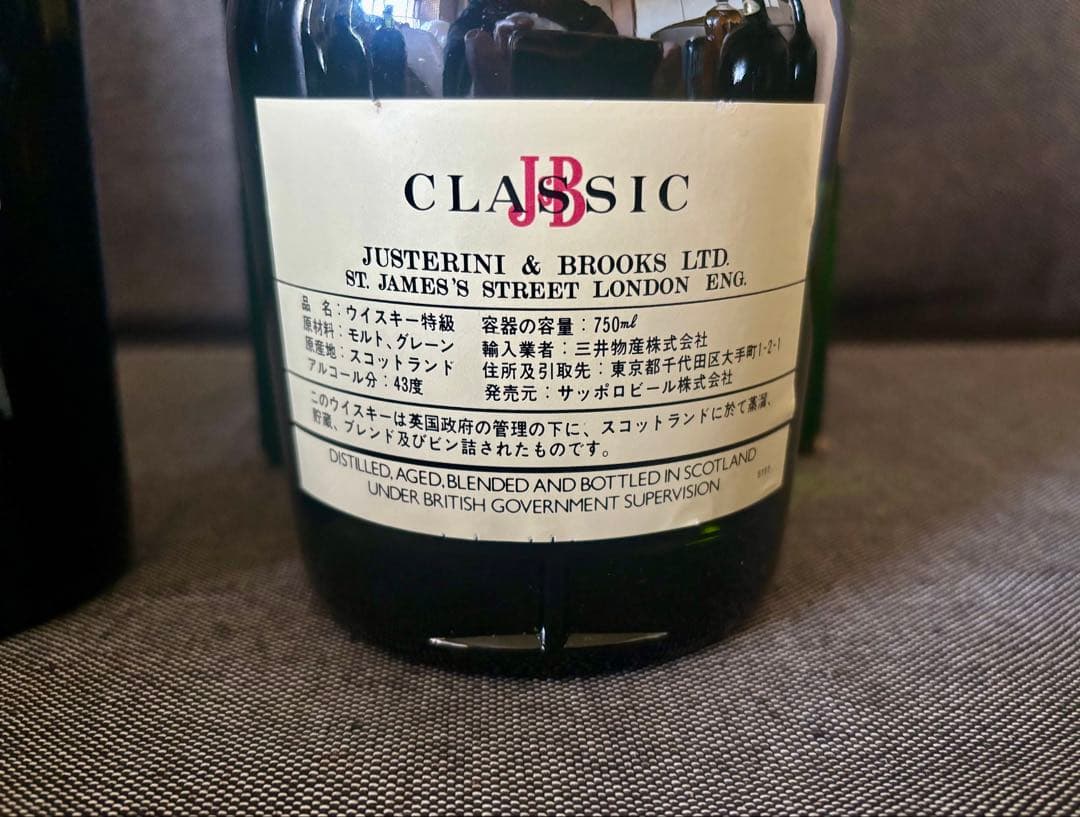 J&B
CLASSIC
JUSTERINI & BROOKS LTD.
ST. JAMES'S STREET LONDON ENG.
品 名：ウイスキー特級
原材料：モルト、グレーン
原産地：スコットランド
アルコール分：43度
容器の容量：750ml
輸入業者：三井物産株式会社
住所及引取先：東京都千代田区大手町1-2-1
発売元：サッポロビール株式会社
このウイスキーは英国政府の管理の下に、スコットランドに於て蒸溜、
貯蔵、ブレンド及びビン詰されたものです。
DISTILLED, AGED, BLENDED AND BOTTLED IN SCOTLAND
UNDER BRITISH GOVERNMENT SUPERVISION